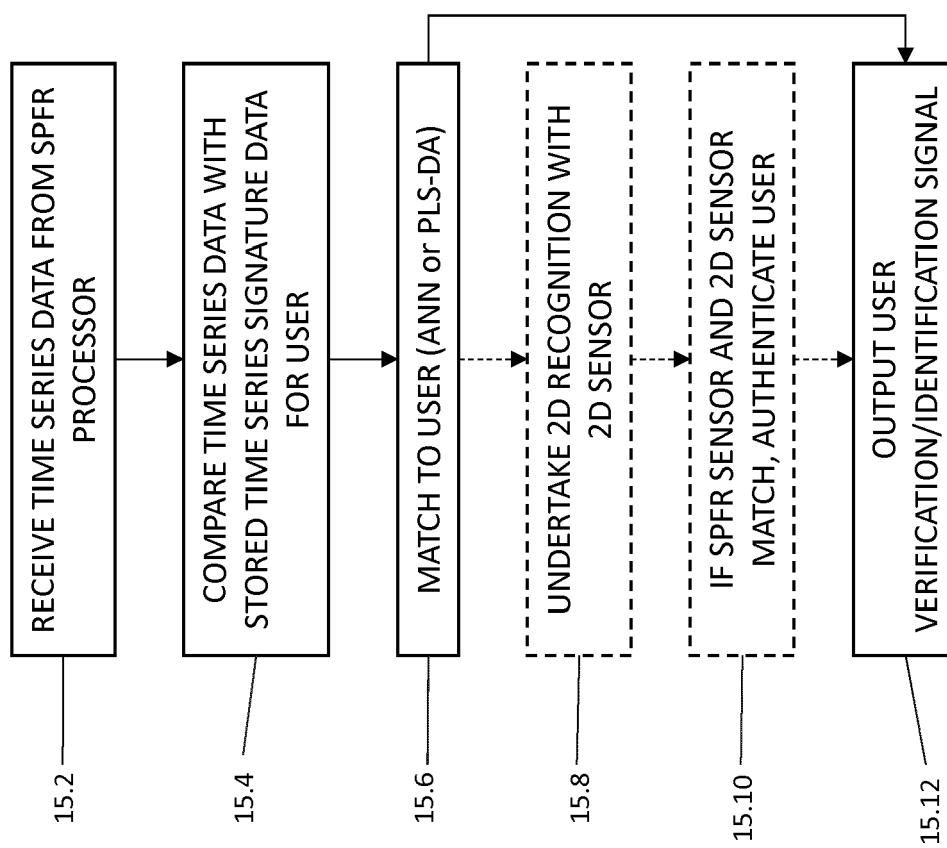 15.2
RECEIVE TIME SERIES DATA FROM SPFR
PROCESSOR
15.4
COMPARE TIME SERIES DATA WITH
STORED TIME SERIES SIGNATURE DATA
FOR USER
15.6
MATCH TO USER (ANN or PLS-DA)
15.8
UNDERTAKE 2D RECOGNITION WITH
2D SENSOR
15.10
IF SPFR SENSOR AND 2D SENSOR
MATCH, AUTHENTICATE USER
15.12
OUTPUT USER
VERIFICATION/IDENTIFICATION SIGNAL